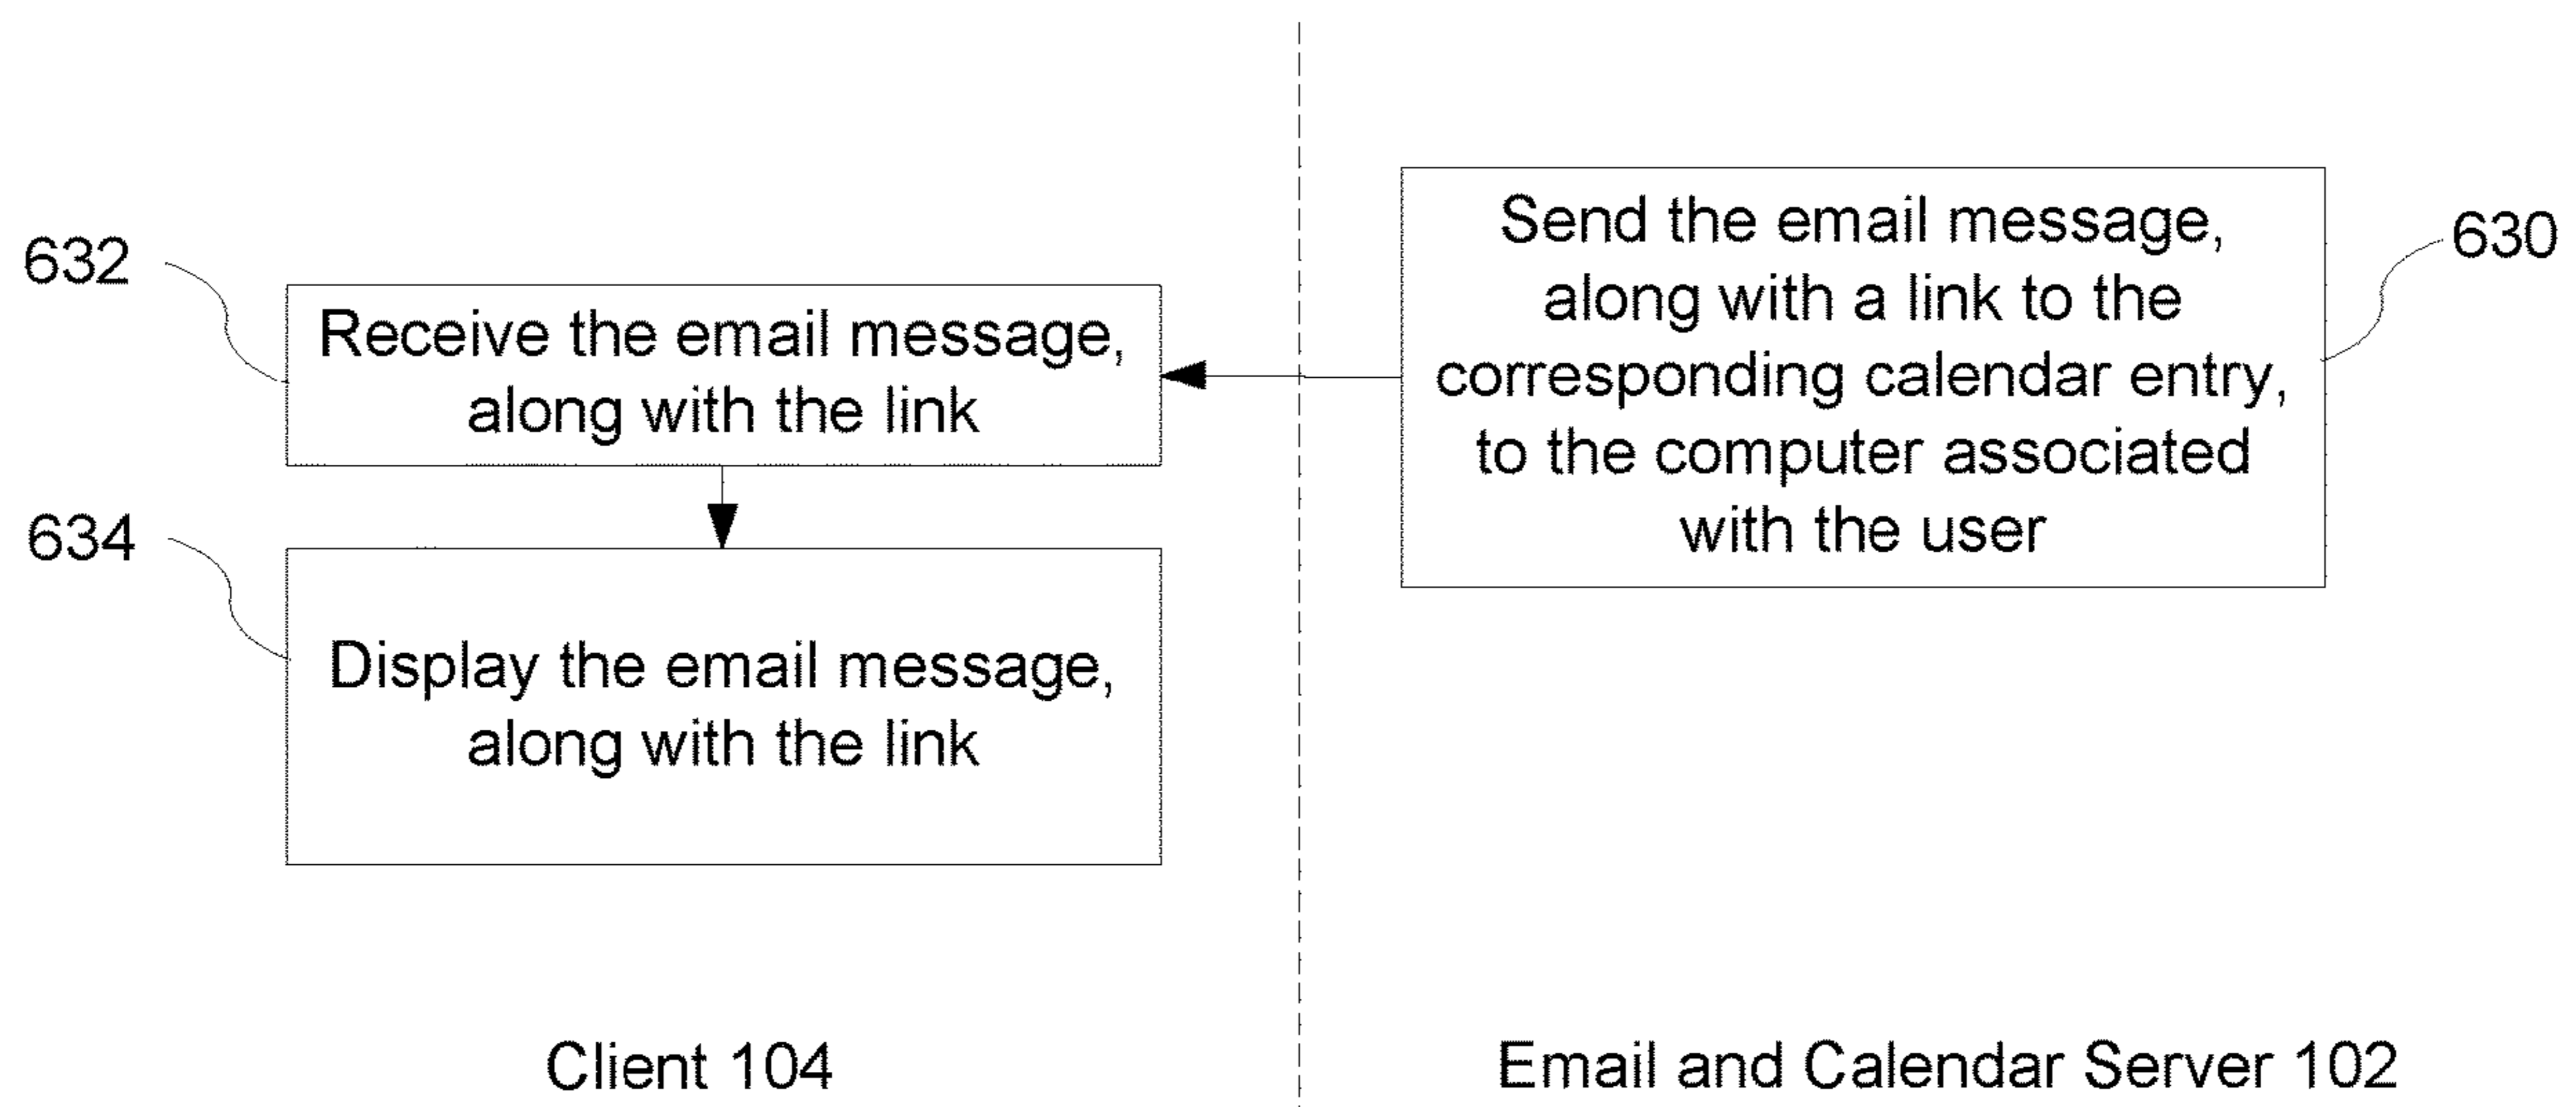 632
Receive the email message,
along with the link
634
Display the email message,
along with the link
Client 104
Send the email message,
along with a link to the
corresponding calendar entry,
to the computer associated
with the user
630
Email and Calendar Server 102